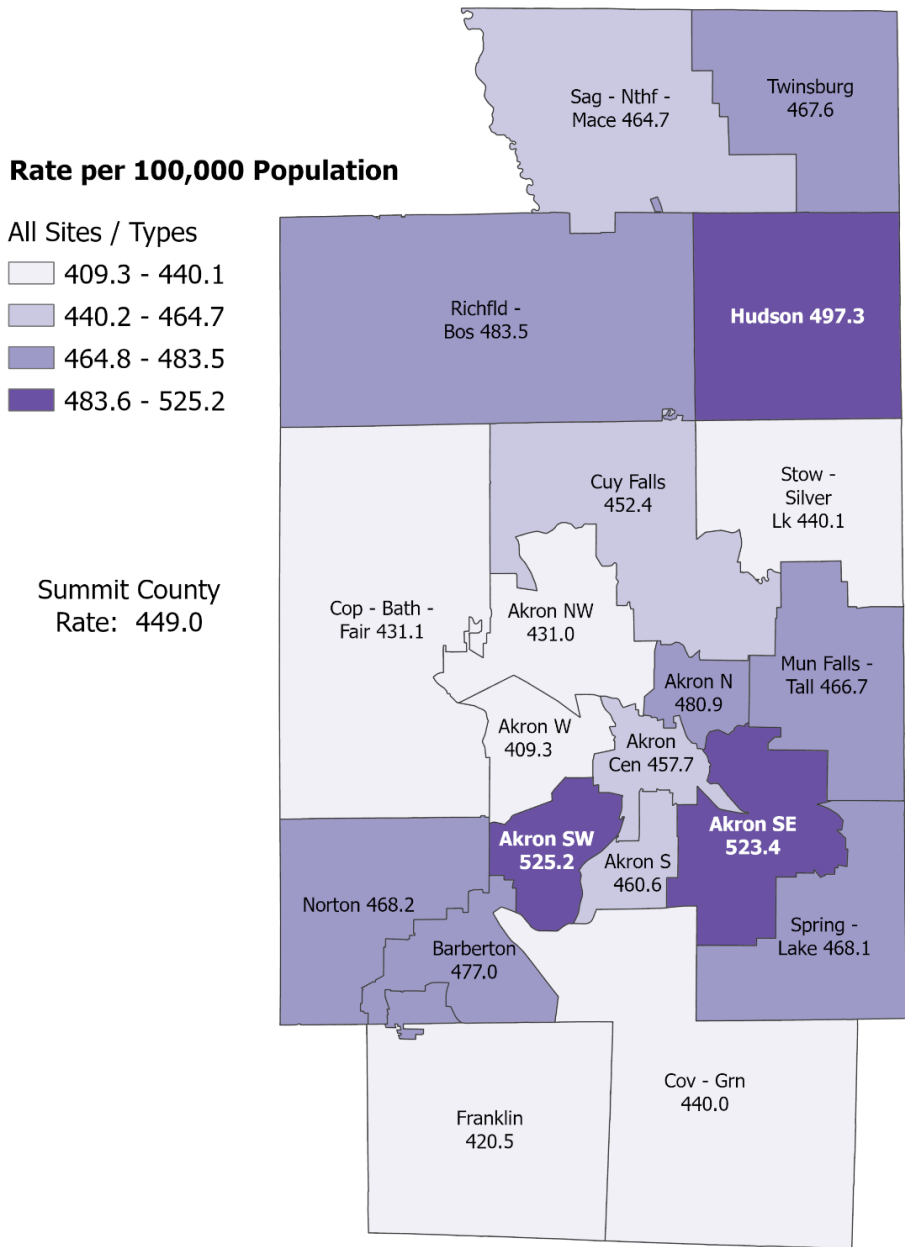 Sag - Nthf -
Mace 464.7
Twinsburg
467.6
Rate per 100,000 Population
All Sites / Types
409.3 - 440.1
440.2 - 464.7
464.8 - 483.5
483.6 - 525.2
Richfld -
Bos 483.5
Hudson 497.3
Cuy Falls
452.4
Stow -
Silver
Lk 440.1
Summit County
Rate: 449.0
Cop - Bath -
Fair 431.1
Akron NW
431.0
Mun Falls -
Tall 466.7
Akron N
480.9
Akron W
409.3
Akron
Cen 457.7
Akron SW
525.2
Akron SE
523.4
Akron S
460.6
Norton 468.2
Barberton
477.0
Spring -
Lake 468.1
Cov - Grn
440.0
Franklin
420.5